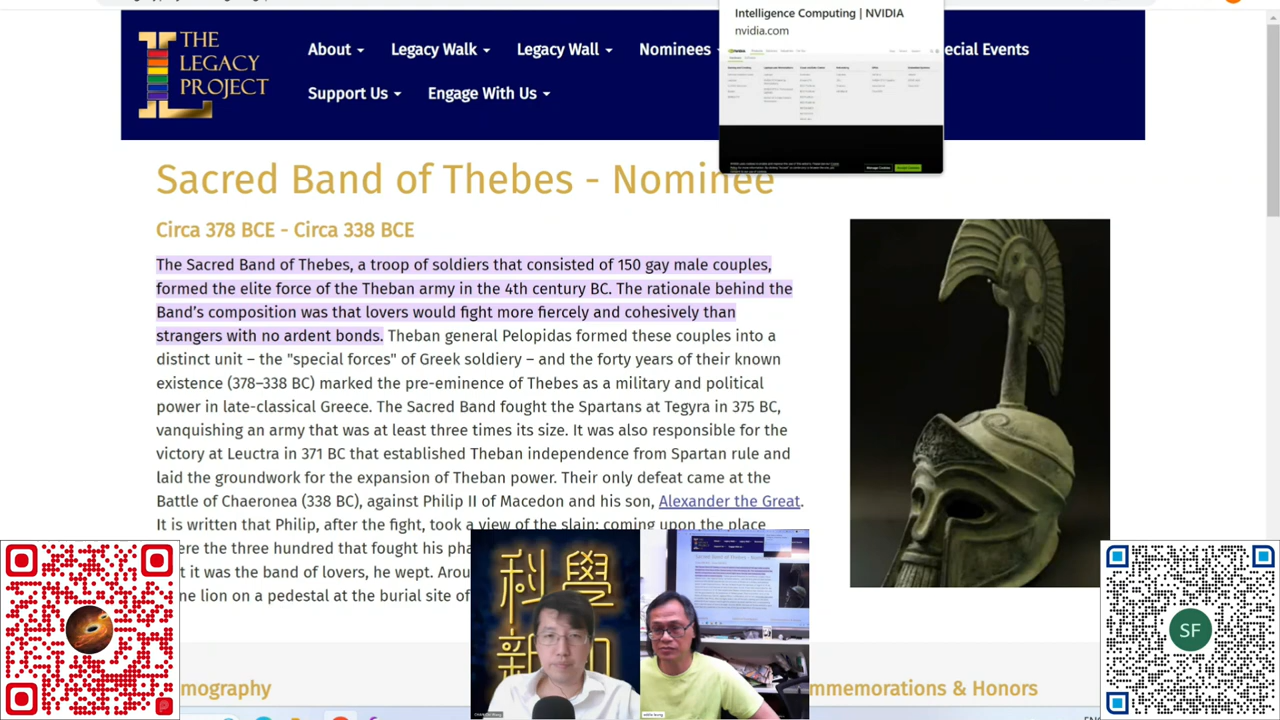 Intelligence Computing | NVIDIA
nvidia.com
THE
LEGACY
PROJECT
About
Legacy Walk
Legacy Wall
Nominees
ecial Events
Support Us
Engage With Us
Sacred Band of Thebes - Nominee
Circa 378 BCE - Circa 338 BCE
The Sacred Band of Thebes, a troop of soldiers that consisted of 150 gay male couples,
formed the elite force of the Theban army in the 4th century BC. The rationale behind the
Band's composition was that lovers would fight more fiercely and cohesively than
strangers with no ardent bonds. Theban general Pelopidas formed these couples into a
distinct unit – the "special forces" of Greek soldiery – and the forty years of their known
existence (378–338 BC) marked the pre-eminence of Thebes as a military and political
power in late-classical Greece. The Sacred Band fought the Spartans at Tegyra in 375 BC,
vanquishing an army that was at least three times its size. It was also responsible for the
victory at Leuctra in 371 BC that established Theban independence from Spartan rule and
laid the groundwork for the expansion of Theban power. Their only defeat came at the
Battle of Chaeronea (338 BC), against Philip II of Macedon and his son, Alexander the Great.
It is written that Philip, after the fight, took a view of the slain; coming upon the place
e the three hundred that fought his
the band of lovers, he wept. An
lion on a pedestal at the burial site
SF
mography
mmemorations & Honors